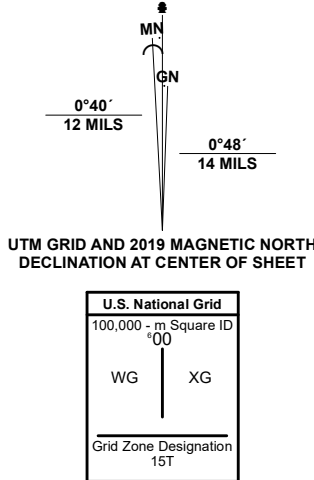 MN
GN
0°40´
12 MILS
0°48´
14 MILS
UTM GRID AND 2019 MAGNETIC NORTH
DECLINATION AT CENTER OF SHEET
U.S. National Grid
100,000 - m Square ID
⁶00
WG XG
Grid Zone Designation
15T